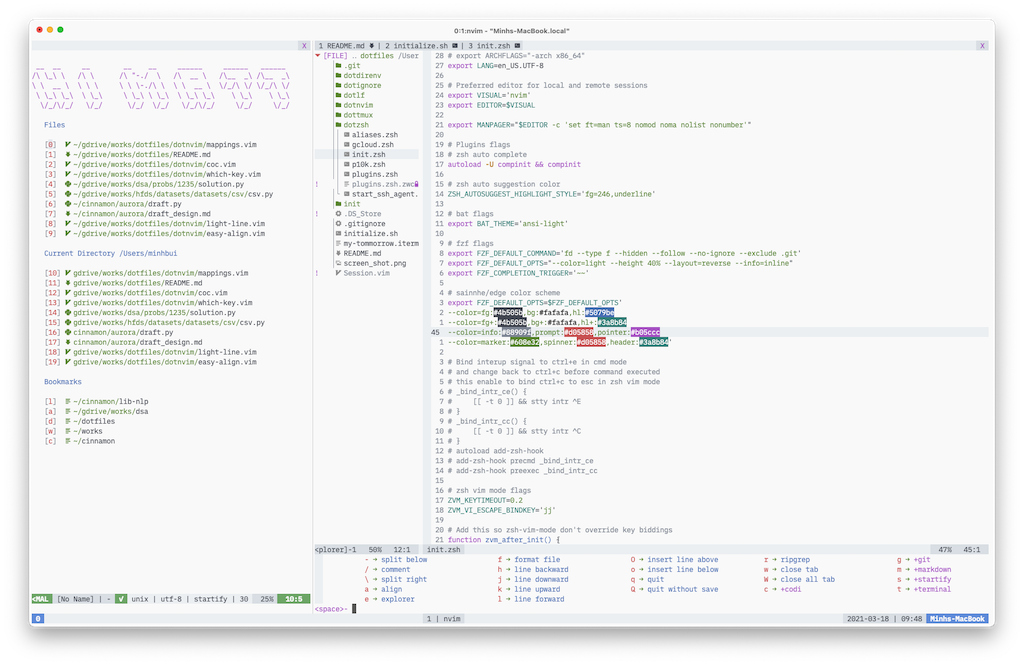 0:1:nvim - "Minhs-MacBook.local"
X
1 README.md | 2 initialize.sh | 3 init.zsh
X
Files
[0] ~/gdrive/works/dotfiles/dotnvim/mappings.vim
[1] ~/gdrive/works/dotfiles/README.md
[2] ~/gdrive/works/dotfiles/dotnvim/coc.vim
[3] ~/gdrive/works/dotfiles/dotnvim/which-key.vim
[4] ~/gdrive/works/dsa/probs/1235/solution.py
[5] ~/gdrive/works/hfds/datasets/datasets/csv/csv.py
[6] ~/cinnamon/aurora/draft.py
[7] ~/cinnamon/aurora/draft_design.md
[8] ~/gdrive/works/dotfiles/dotnvim/light-line.vim
[9] ~/gdrive/works/dotfiles/dotnvim/easy-align.vim
Current Directory /Users/minhbui
[10] gdrive/works/dotfiles/dotnvim/mappings.vim
[11] gdrive/works/dotfiles/README.md
[12] gdrive/works/dotfiles/dotnvim/coc.vim
[13] gdrive/works/dotfiles/dotnvim/which-key.vim
[14] gdrive/works/dsa/probs/1235/solution.py
[15] gdrive/works/hfds/datasets/datasets/csv/csv.py
[16] cinnamon/aurora/draft.py
[17] cinnamon/aurora/draft_design.md
[18] gdrive/works/dotfiles/dotnvim/light-line.vim
[19] gdrive/works/dotfiles/dotnvim/easy-align.vim
Bookmarks
[l] ~/cinnamon/lib-nlp
[a] ~/gdrive/works/dsa
[d] ~/dotfiles
[w] ~/works
[c] ~/cinnamon
[FILE] .. dotfiles /User
.git
dotdirenv
dotignore
dotlf
dotnvim
dottmux
dotzsh
aliases.zsh
gcloud.zsh
init.zsh
p10k.zsh
plugins.zsh
! plugins.zsh.zwc
start_ssh_agent.
init
! .DS_Store
.gitignore
initialize.sh
my-tommorrow.iterm
README.md
screen_shot.png
! Session.vim
28 # export ARCHFLAGS="-arch x86_64"
27 export LANG=en_US.UTF-8
26
25 # Preferred editor for local and remote sessions
24 export VISUAL='nvim'
23 export EDITOR=$VISUAL
22
21 export MANPAGER="$EDITOR -c 'set ft=man ts=8 nomod noma nolist nonumber'"
20
19 # Plugins flags
18 # zsh auto complete
17 autoload -U compinit && compinit
16
15 # zsh auto suggestion color
14 ZSH_AUTOSUGGEST_HIGHLIGHT_STYLE='fg=246,underline'
13
12 # bat flags
11 export BAT_THEME='ansi-light'
10
9 # fzf flags
8 export FZF_DEFAULT_COMMAND='fd --type f --hidden --follow --no-ignore --exclude .git'
7 export FZF_DEFAULT_OPTS="--color=light --height 40% --layout=reverse --info=inline"
6 export FZF_COMPLETION_TRIGGER='~~'
5
4 # sainnhe/edge color scheme
3 export FZF_DEFAULT_OPTS=$FZF_DEFAULT_OPTS'
2 --color=fg:#4b505b,bg:#fafafa,hl:#5079be
1 --color=fg+:#4b505b,bg+:#fafafa,hl+:#3a8b84
45 --color=info:#88909f,prompt:#d05858,pointer:#b05ccc
1 --color=marker:#608e32,spinner:#d05858,header:#3a8b84'
2
3 # Bind interup signal to ctrl+e in cmd mode
4 # and change back to ctrl+c before command executed
5 # this enable to bind ctrl+c to esc in zsh vim mode
6 # _bind_intr_ce() {
7 # [[ -t 0 ]] && stty intr ^E
8 # }
9 # _bind_intr_cc() {
10 # [[ -t 0 ]] && stty intr ^C
11 # }
12 # autoload add-zsh-hook
13 # add-zsh-hook precmd _bind_intr_ce
14 # add-zsh-hook preexec _bind_intr_cc
15
16 # zsh vim mode flags
17 ZVM_KEYTIMEOUT=0.2
18 ZVM_VI_ESCAPE_BINDKEY='jj'
19
20 # Add this so zsh-vim-mode don't override key biddings
21 function zvm_after_init() {
<plorer]-1 50% 12:1 init.zsh 47% 45:1
- → split below f → format file O → insert line above r → ripgrep g → +git
/ → comment h → line backward o → insert line below w → close tab m → +markdown
\ → split right j → line downward q → quit W → close all tab s → +startify
a → align k → line upward Q → quit without save c → +codi t → +terminal
e → explorer l → line forward
<MAL [No Name] | - √ unix | utf-8 | startify | 30 25% 10:5
<space>-
0 1 | nvim 2021-03-18 | 09:48 Minhs-MacBook